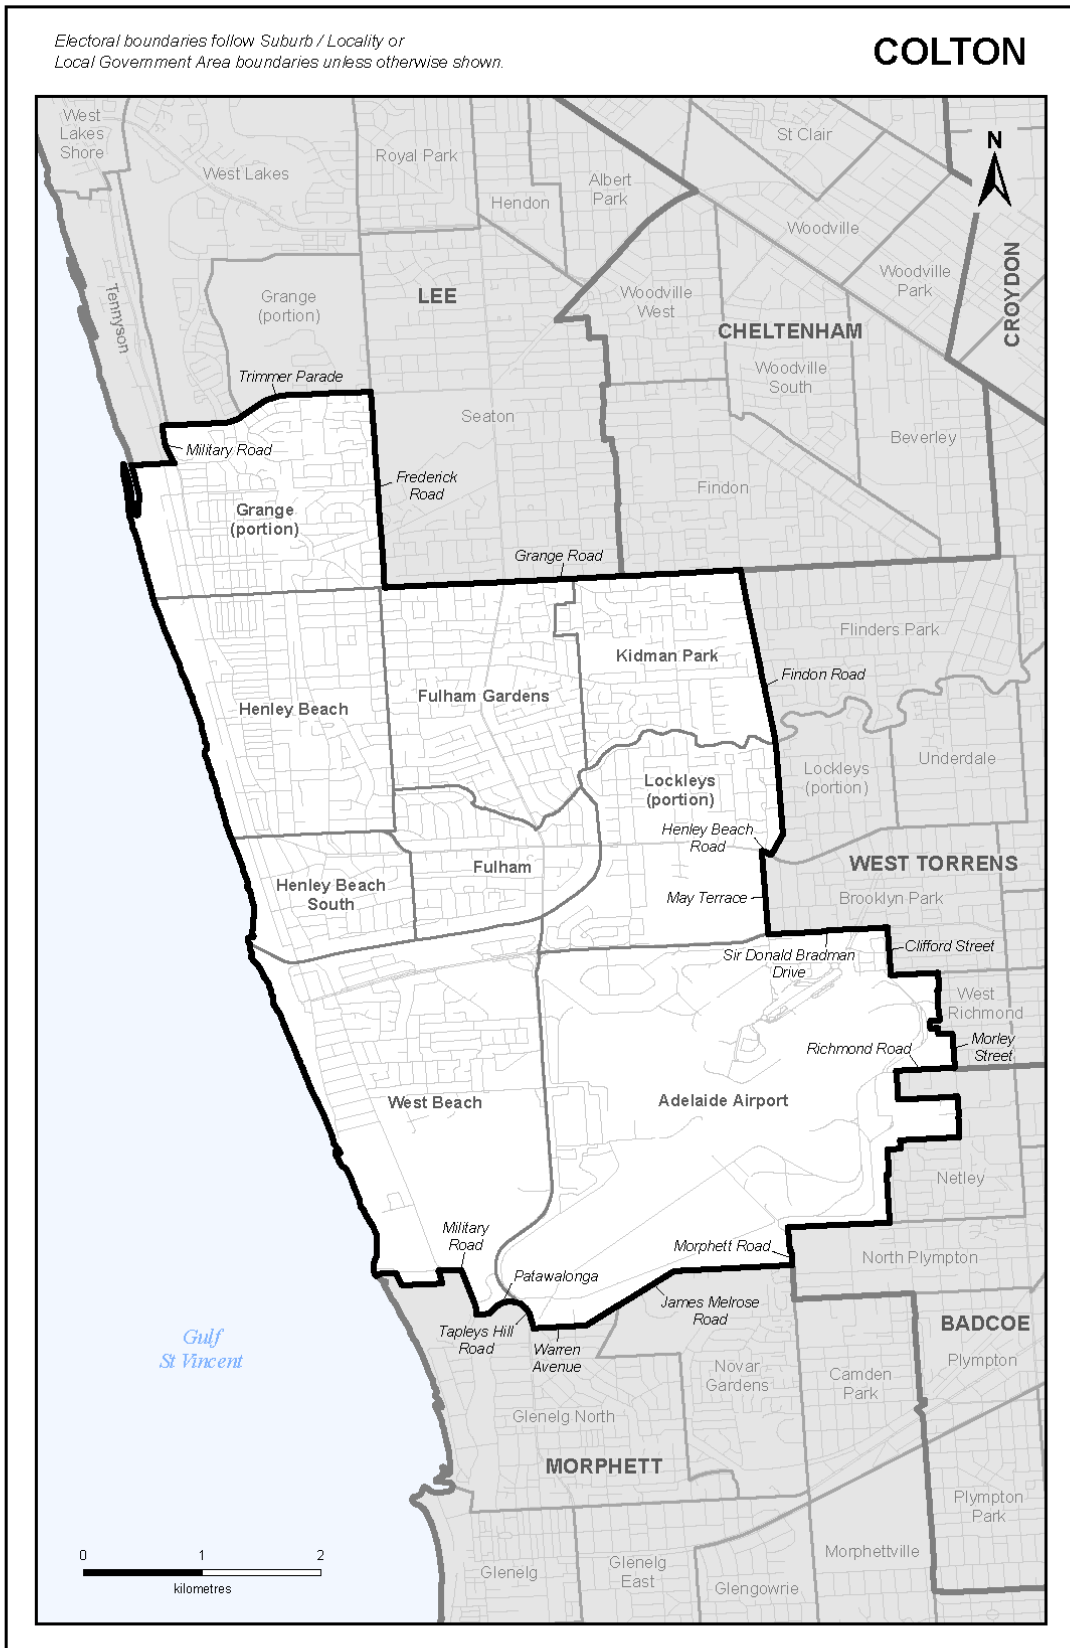 Electoral boundaries follow Suburb / Locality or
Local Government Area boundaries unless otherwise shown.
COLTON
West
Lakes
Shore
West Lakes
Royal Park
St Clair
N
Albert
Park
Hendon
Woodville
Tennyson
Grange
(portion)
LEE
Woodville
West
Woodville
Park
CROYDON
CHELTENHAM
Trimmer Parade
Woodville
South
Seaton
Beverley
Military Road
Frederick
Road
Findon
Grange
(portion)
Grange Road
Flinders Park
Kidman Park
Findon Road
Fulham Gardens
Henley Beach
Underdale
Lockleys
(portion)
Lockleys
(portion)
Henley Beach
Road
Fulham
WEST TORRENS
Henley Beach
South
May Terrace
Brooklyn Park
Sir Donald Bradman
Drive
Clifford Street
West
Richmond
Richmond Road
Morley
Street
West Beach
Adelaide Airport
Netley
Military
Road
Morphett Road
North Plympton
Patawalonga
James Melrose
Road
Tapleys Hill
Road
Warren
Avenue
BADCOE
Gulf
St Vincent
Plympton
Novar
Gardens
Camden
Park
Glenelg North
MORPHETT
Plympton
Park
0
1
2
kilometres
Glenelg
Glenelg
East
Glengowrie
Morphettville